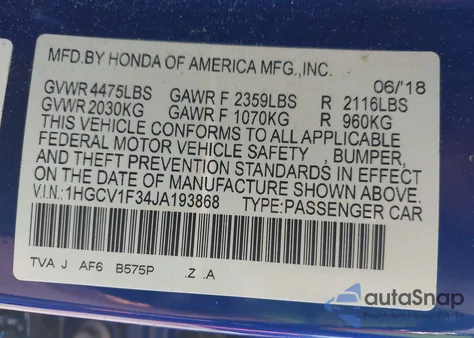 MFD.BY HONDA OF AMERICA MFG.,INC.
06/'18
GVWR 4475LBS GAWR F 2359LBS R 2116LBS
GVWR 2030KG GAWR F 1070KG R 960KG
THIS VEHICLE CONFORMS TO ALL APPLICABLE
FEDERAL MOTOR VEHICLE SAFETY , BUMPER,
AND THEFT PREVENTION STANDARDS IN EFFECT
ON THE DATE OF MANUFACTURE SHOWN ABOVE.
V.I.N.:1HGCV1F34JA193868 TYPE:PASSENGER CAR
TVA J AF6 B575P .Z .A
autoSnap